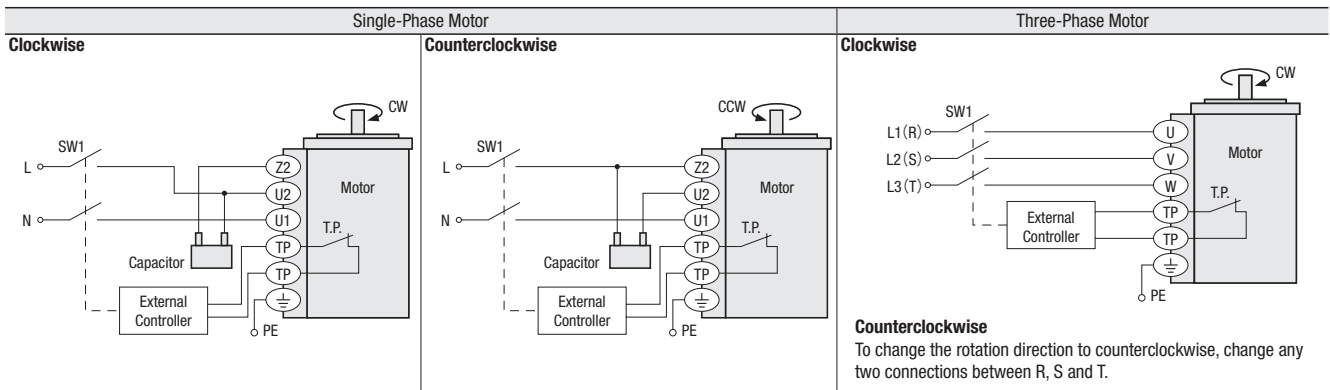 Single-Phase Motor
Three-Phase Motor
Clockwise
CW
SW1
L
N
Z2
U2
U1
TP
TP
Motor
T.P.
Capacitor
External
Controller
PE
Counterclockwise
CCW
SW1
L
N
Z2
U2
U1
TP
TP
Motor
T.P.
Capacitor
External
Controller
PE
Clockwise
CW
SW1
L1(R)
L2(S)
L3(T)
U
V
W
TP
TP
Motor
T.P.
External
Controller
PE
Counterclockwise
To change the rotation direction to counterclockwise, change any
two connections between R, S and T.